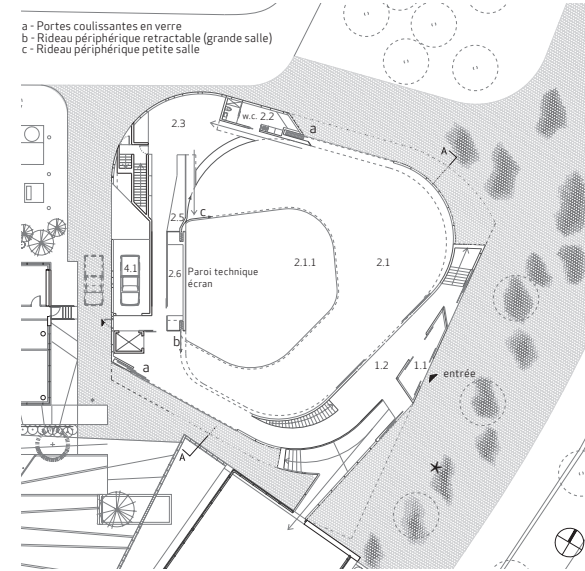 a - Portes coulissantes en verre
b - Rideau périphérique retractable (grande salle)
c - Rideau périphérique petite salle
w.c. 2.2
a
2.3
A
2.5
c
2.1.1
2.1
4.1
2.6
Paroi technique
écran
b
a
1.2
1.1
entrée
A